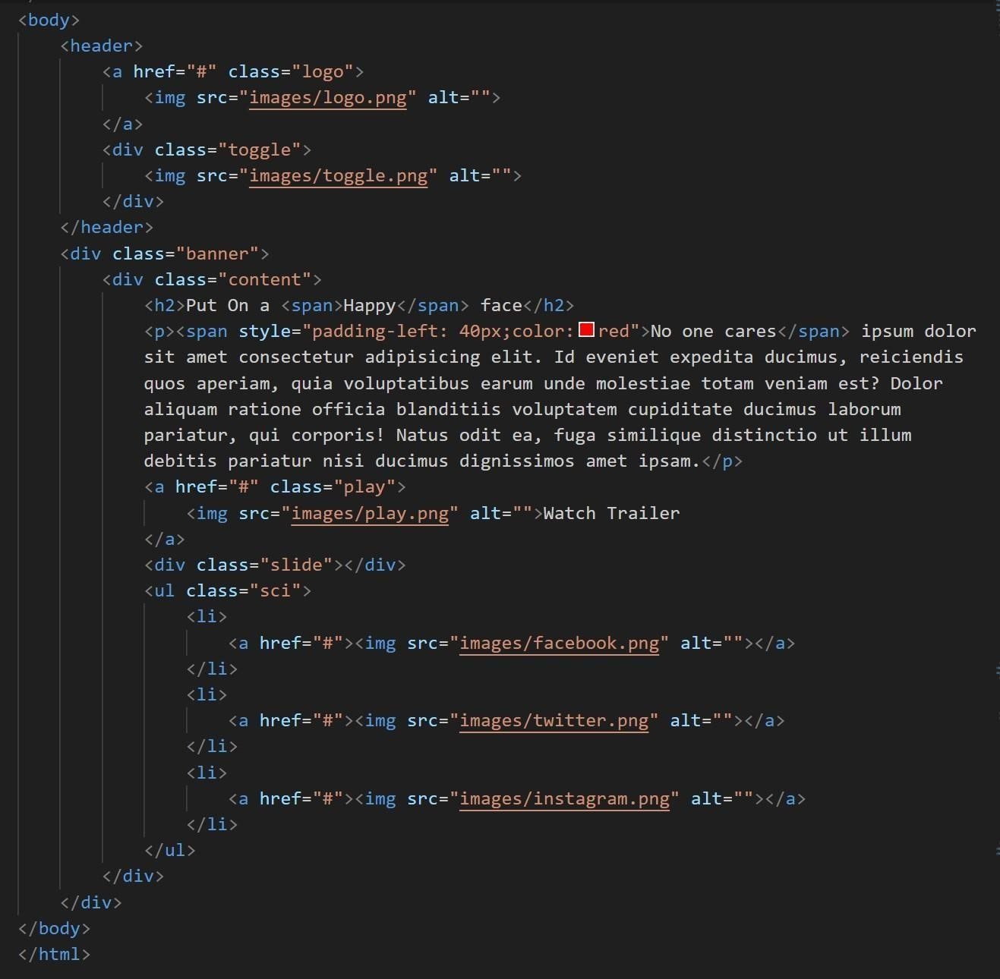 <body>
<header>
<a href="#" class="logo">
<img src="images/logo.png" alt="">
</a>
<div class="toggle">
<img src="images/toggle.png" alt="">
</div>
</header>
<div class="banner">
<div class="content">
<h2>Put On a <span>Happy</span> face</h2>
<p><span style="padding-left: 40px;color:red">No one cares</span> ipsum dolor
sit amet consectetur adipisicing elit. Id eveniet expedita ducimus, reiciendis
quos aperiam, quia voluptatibus earum unde molestiae totam veniam est? Dolor
aliquam ratione officia blanditiis voluptatem cupiditate ducimus laborum
pariatur, qui corporis! Natus odit ea, fuga similique distinctio ut illum
debitis pariatur nisi ducimus dignissimos amet ipsam.</p>
<a href="#" class="play">
<img src="images/play.png" alt="">Watch Trailer
</a>
<div class="slide"></div>
<ul class="sci">
<li>
<a href="#"><img src="images/facebook.png" alt=""></a>
</li>
<li>
<a href="#"><img src="images/twitter.png" alt=""></a>
</li>
<li>
<a href="#"><img src="images/instagram.png" alt=""></a>
</li>
</ul>
</div>
</div>
</body>
</html>